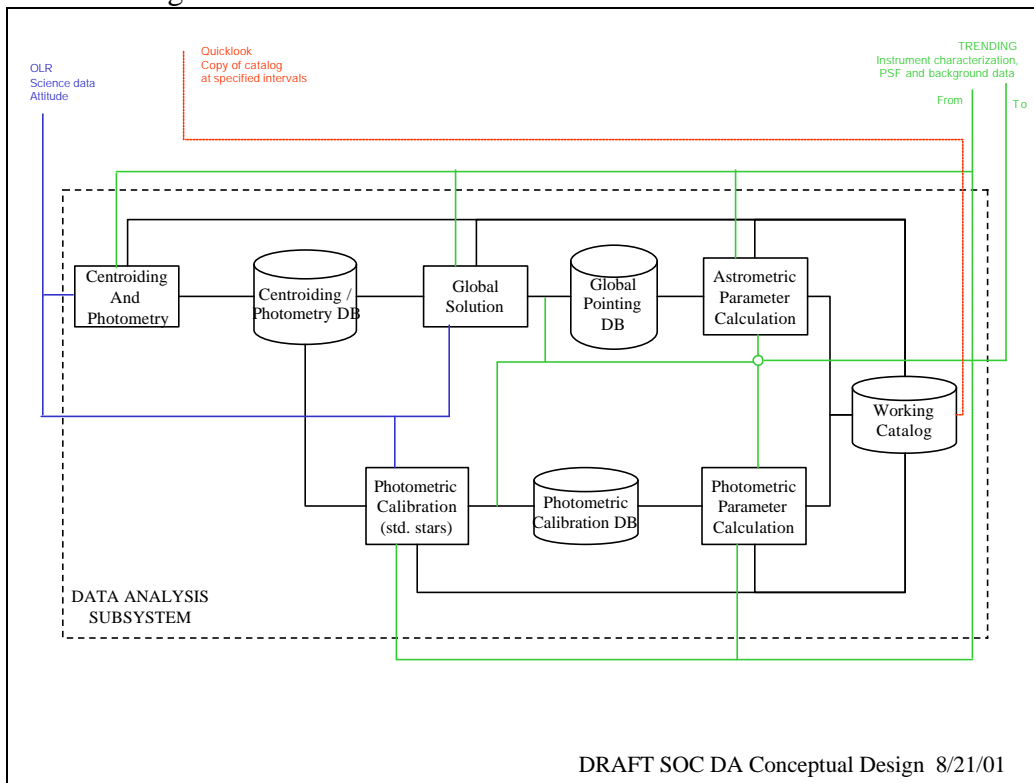 Quicklook
Copy of catalog
at specified intervals
TRENDING
Instrument characterization,
PSF and background data
From
To
OLR
Science data
Attitude
Centroiding
And
Photometry
Centroiding /
Photometry DB
Global
Solution
Global
Pointing
DB
Astrometric
Parameter
Calculation
Working
Catalog
Photometric
Calibration
(std. stars)
Photometric
Calibration DB
Photometric
Parameter
Calculation
DATA ANALYSIS
SUBSYSTEM
DRAFT SOC DA Conceptual Design 8/21/01